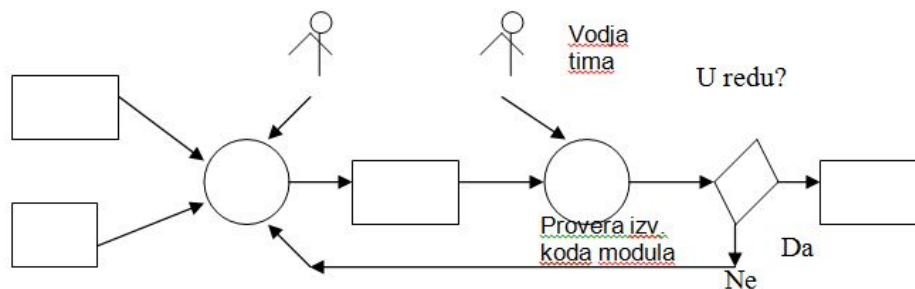 Vodja
tima
U redu?
Provera izv.
koda modula
Da
Ne